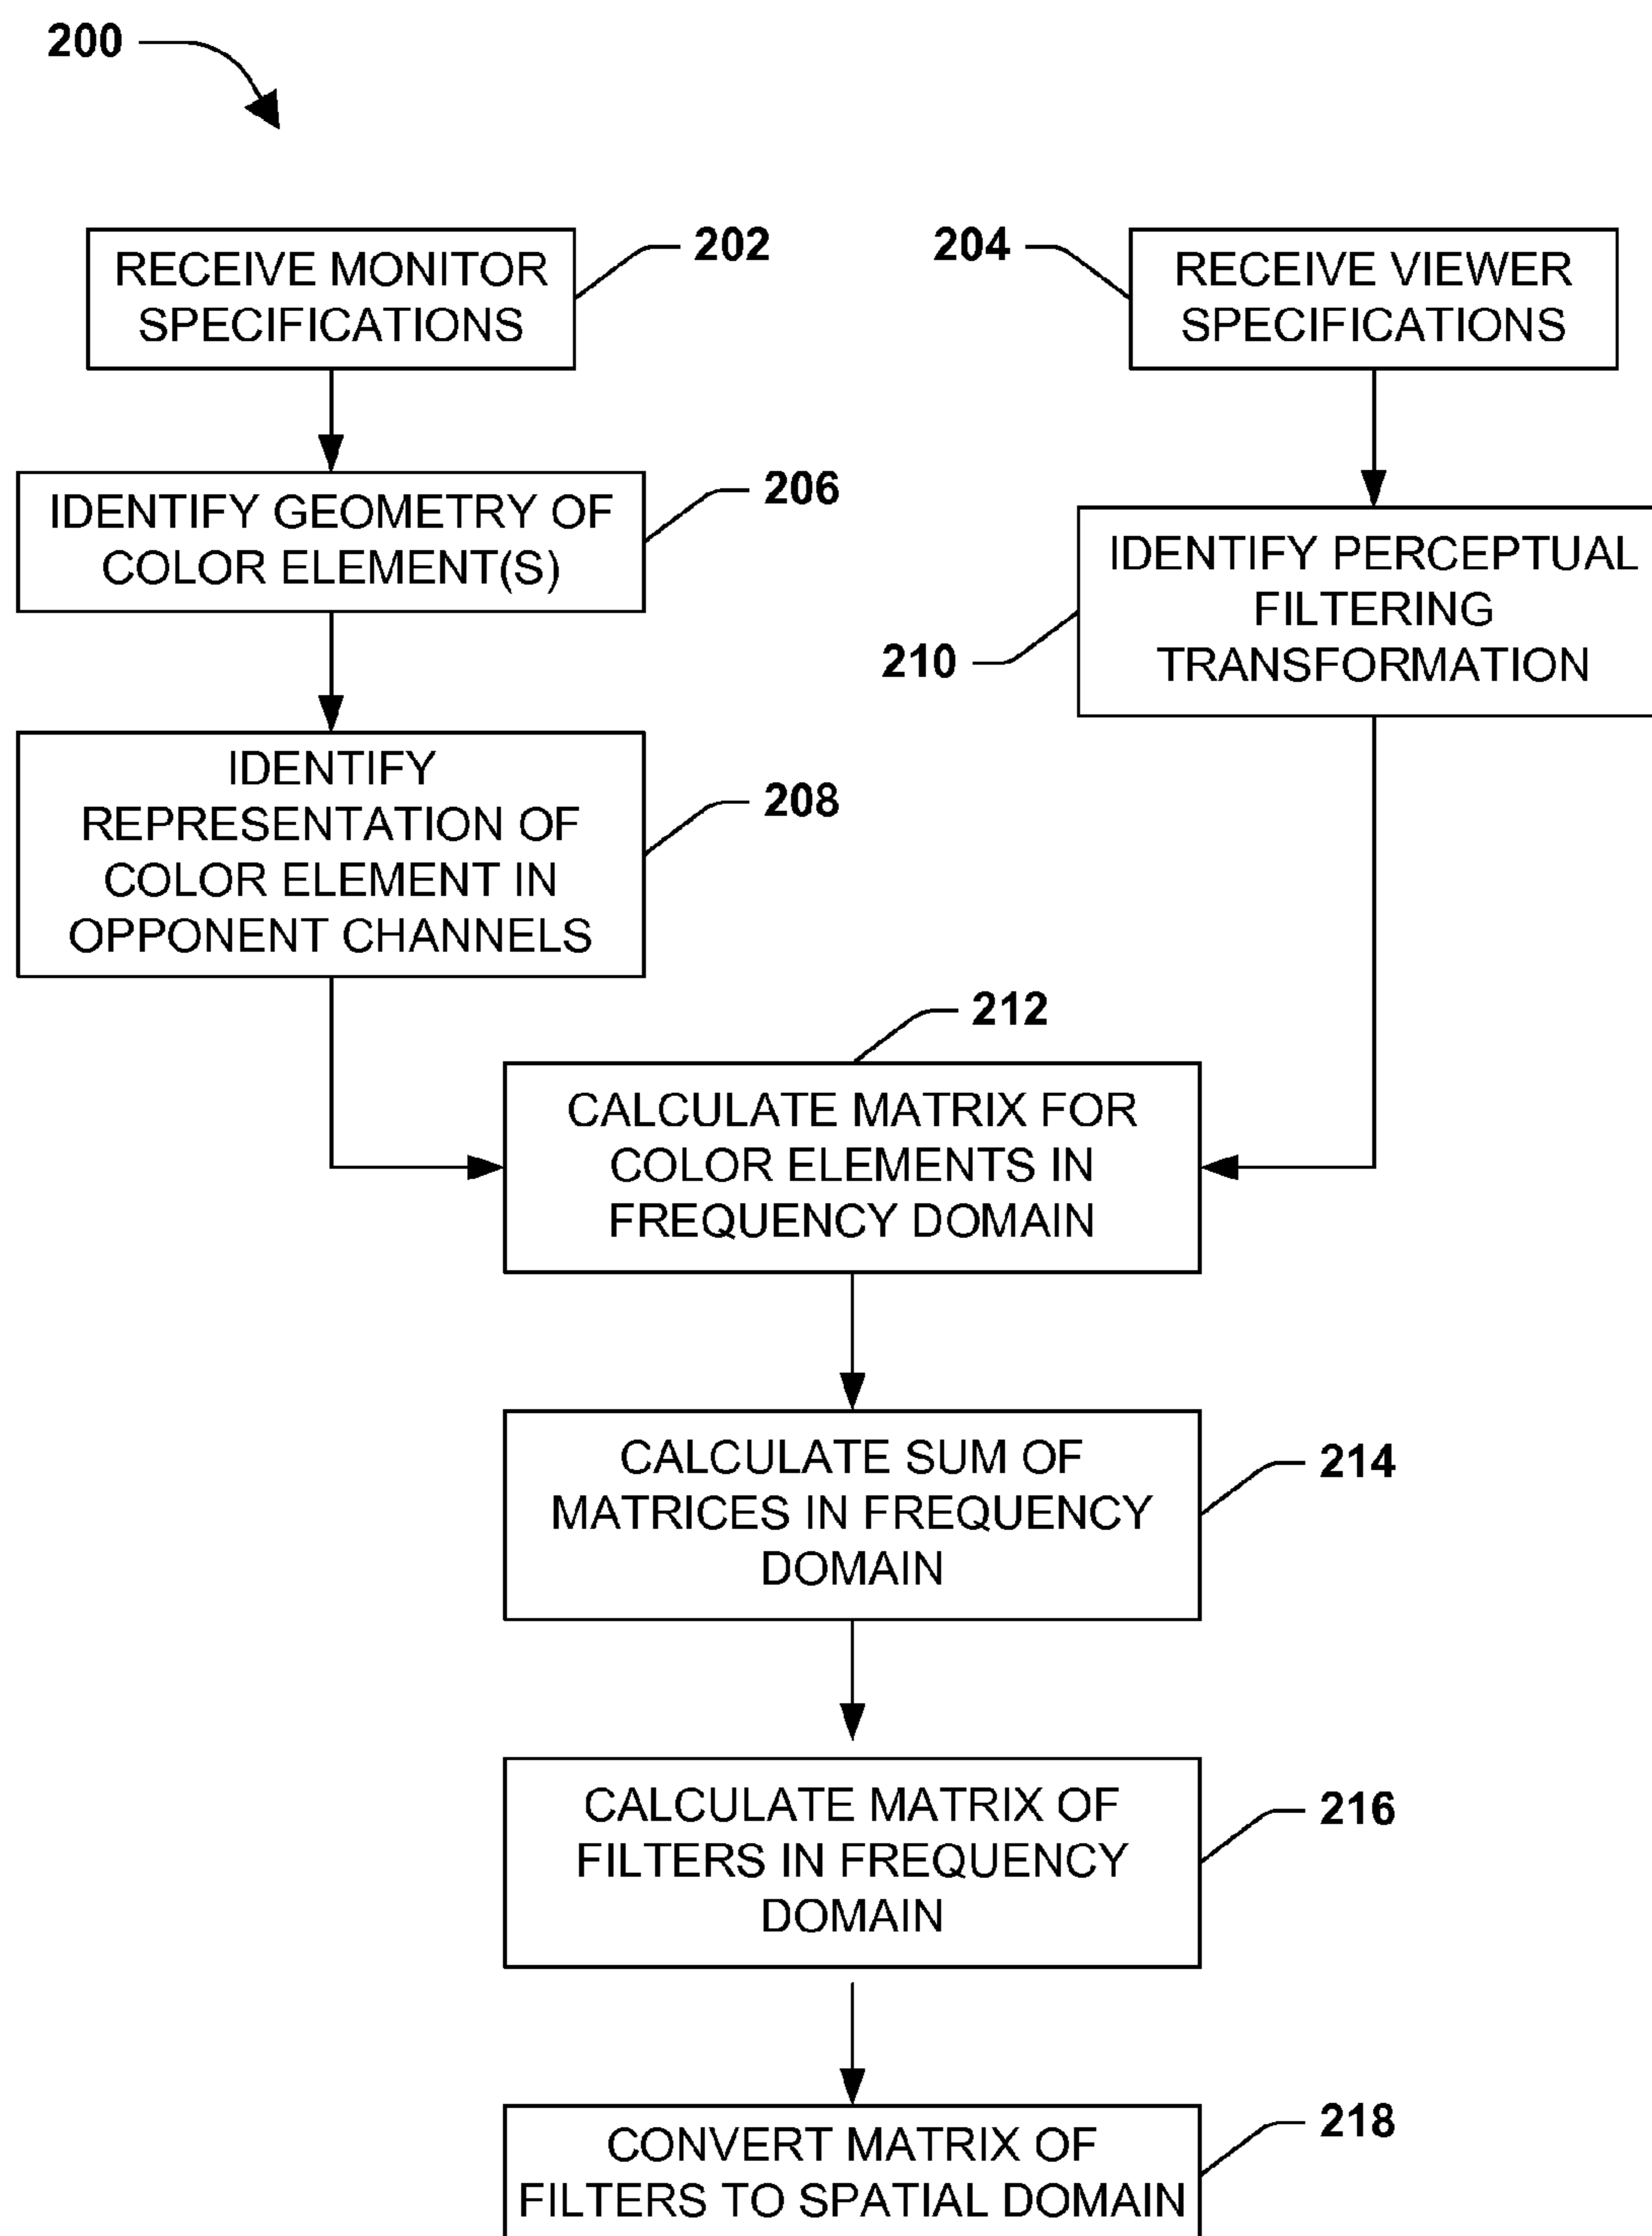 200
RECEIVE MONITOR
SPECIFICATIONS
202
204
RECEIVE VIEWER
SPECIFICATIONS
IDENTIFY GEOMETRY OF
COLOR ELEMENT(S)
206
IDENTIFY PERCEPTUAL
FILTERING
TRANSFORMATION
210
IDENTIFY
REPRESENTATION OF
COLOR ELEMENT IN
OPPONENT CHANNELS
208
212
CALCULATE MATRIX FOR
COLOR ELEMENTS IN
FREQUENCY DOMAIN
CALCULATE SUM OF
MATRICES IN FREQUENCY
DOMAIN
214
CALCULATE MATRIX OF
FILTERS IN FREQUENCY
DOMAIN
216
CONVERT MATRIX OF
FILTERS TO SPATIAL DOMAIN
218